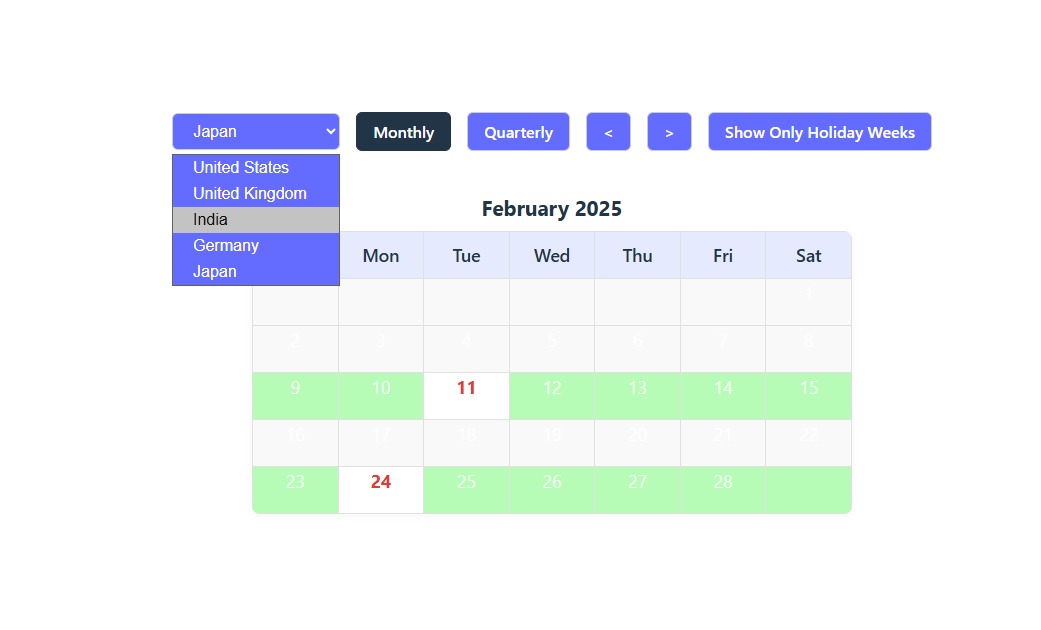 Japan Monthly Quarterly < > Show Only Holiday Weeks
United States
United Kingdom
India
Germany
Japan
February 2025
Mon Tue Wed Thu Fri Sat
1
2 3 4 5 6 7 8
9 10 11 12 13 14 15
16 17 18 19 20 21 22
23 24 25 26 27 28